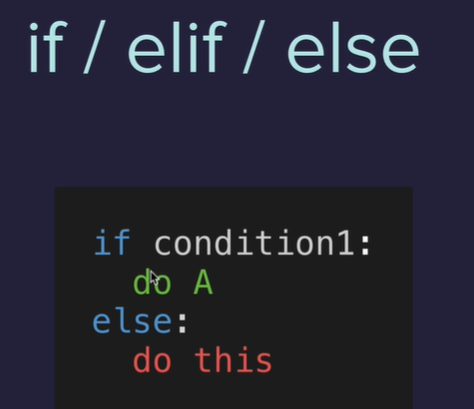 if / elif / else
if condition1:
  do A
else:
  do this